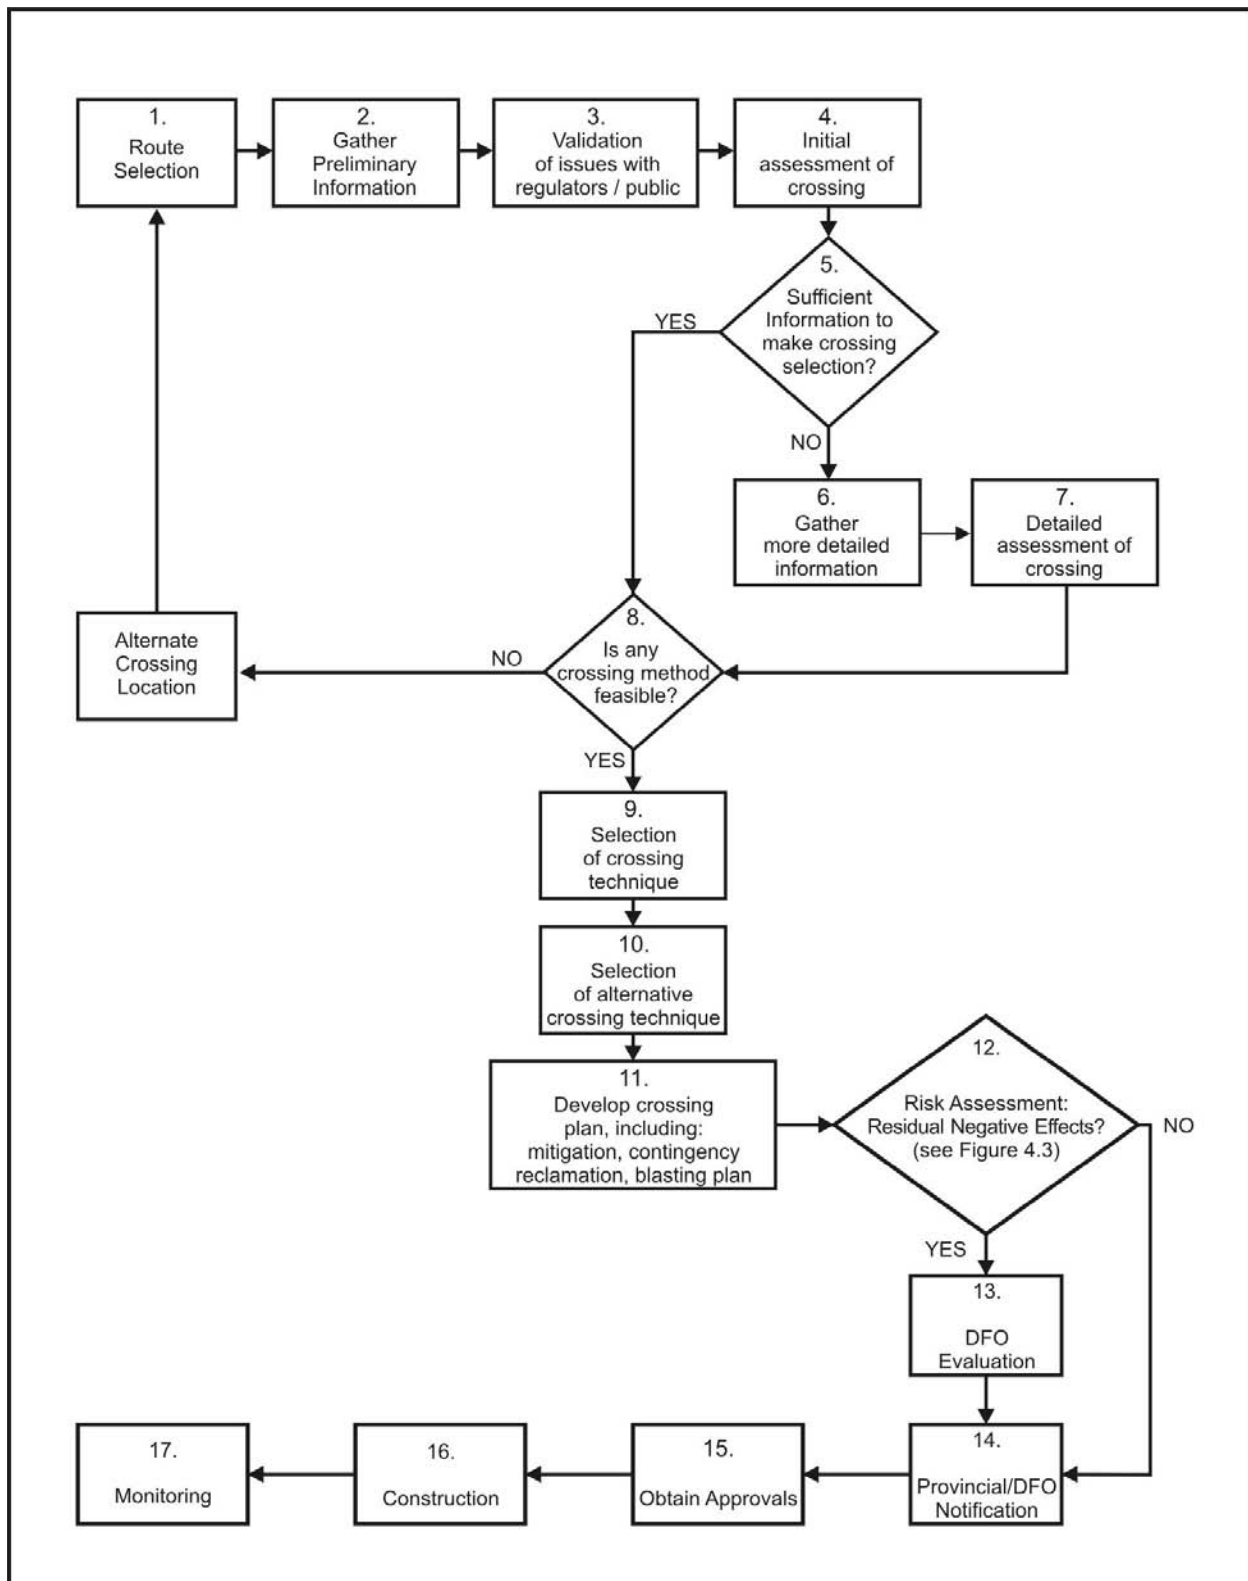 1.
Route
Selection
2.
Gather
Preliminary
Information
3.
Validation
of issues with
regulators / public
4.
Initial
assessment of
crossing
5.
Sufficient
Information to
make crossing
selection?
YES
NO
6.
Gather
more detailed
information
7.
Detailed
assessment of
crossing
8.
Is any
crossing method
feasible?
NO
Alternate
Crossing
Location
YES
9.
Selection
of crossing
technique
10.
Selection
of alternative
crossing technique
11.
Develop crossing
plan, including:
mitigation, contingency
reclamation, blasting plan
12.
Risk Assessment:
Residual Negative Effects?
(see Figure 4.3)
NO
YES
13.
DFO
Evaluation
14.
Provincial/DFO
Notification
15.
Obtain Approvals
16.
Construction
17.
Monitoring